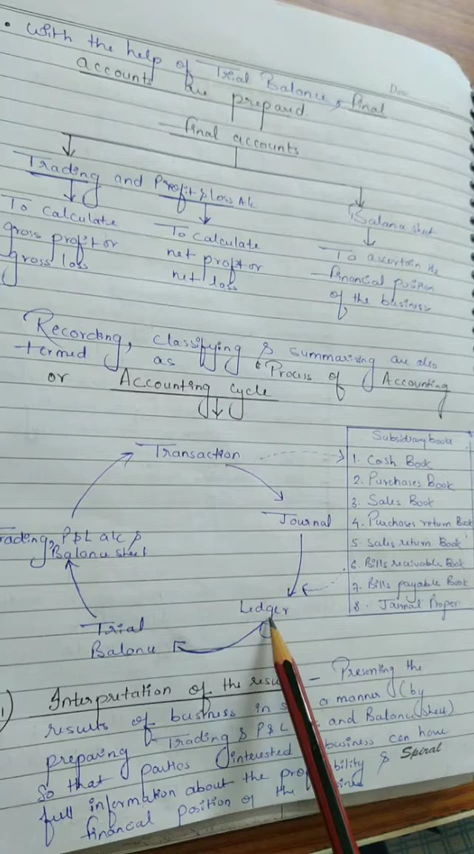 • With the help of Trial Balance, final
accounts are prepared
Dat
final accounts
Trading and Profit & loss A/c
Balance sheet
To calculate
gross profit or
gross loss
To calculate
net profit or
net loss
To ascertain the
financial position
of the business
Recording, classifying & summarising are also
termed as "Process of Accounting
or Accounting cycle
Transaction
Journal
Ledger
Trial
Balance
Trading, P&L a/c &
Balance sheet
Subsidiary books
1. Cash Book
2. Purchases Book
3. Sales Book
4. Purchases return Book
5. Sales return Book
6. Bills receivable Book
7. Bills payable Book
8. Journal Proper
Interpretation of the - Presenting the
results of business in a manner (by
preparing Trading & P&L and Balance sheet)
So that parties interested business can have
full information about the &
financial position of the
Spiral